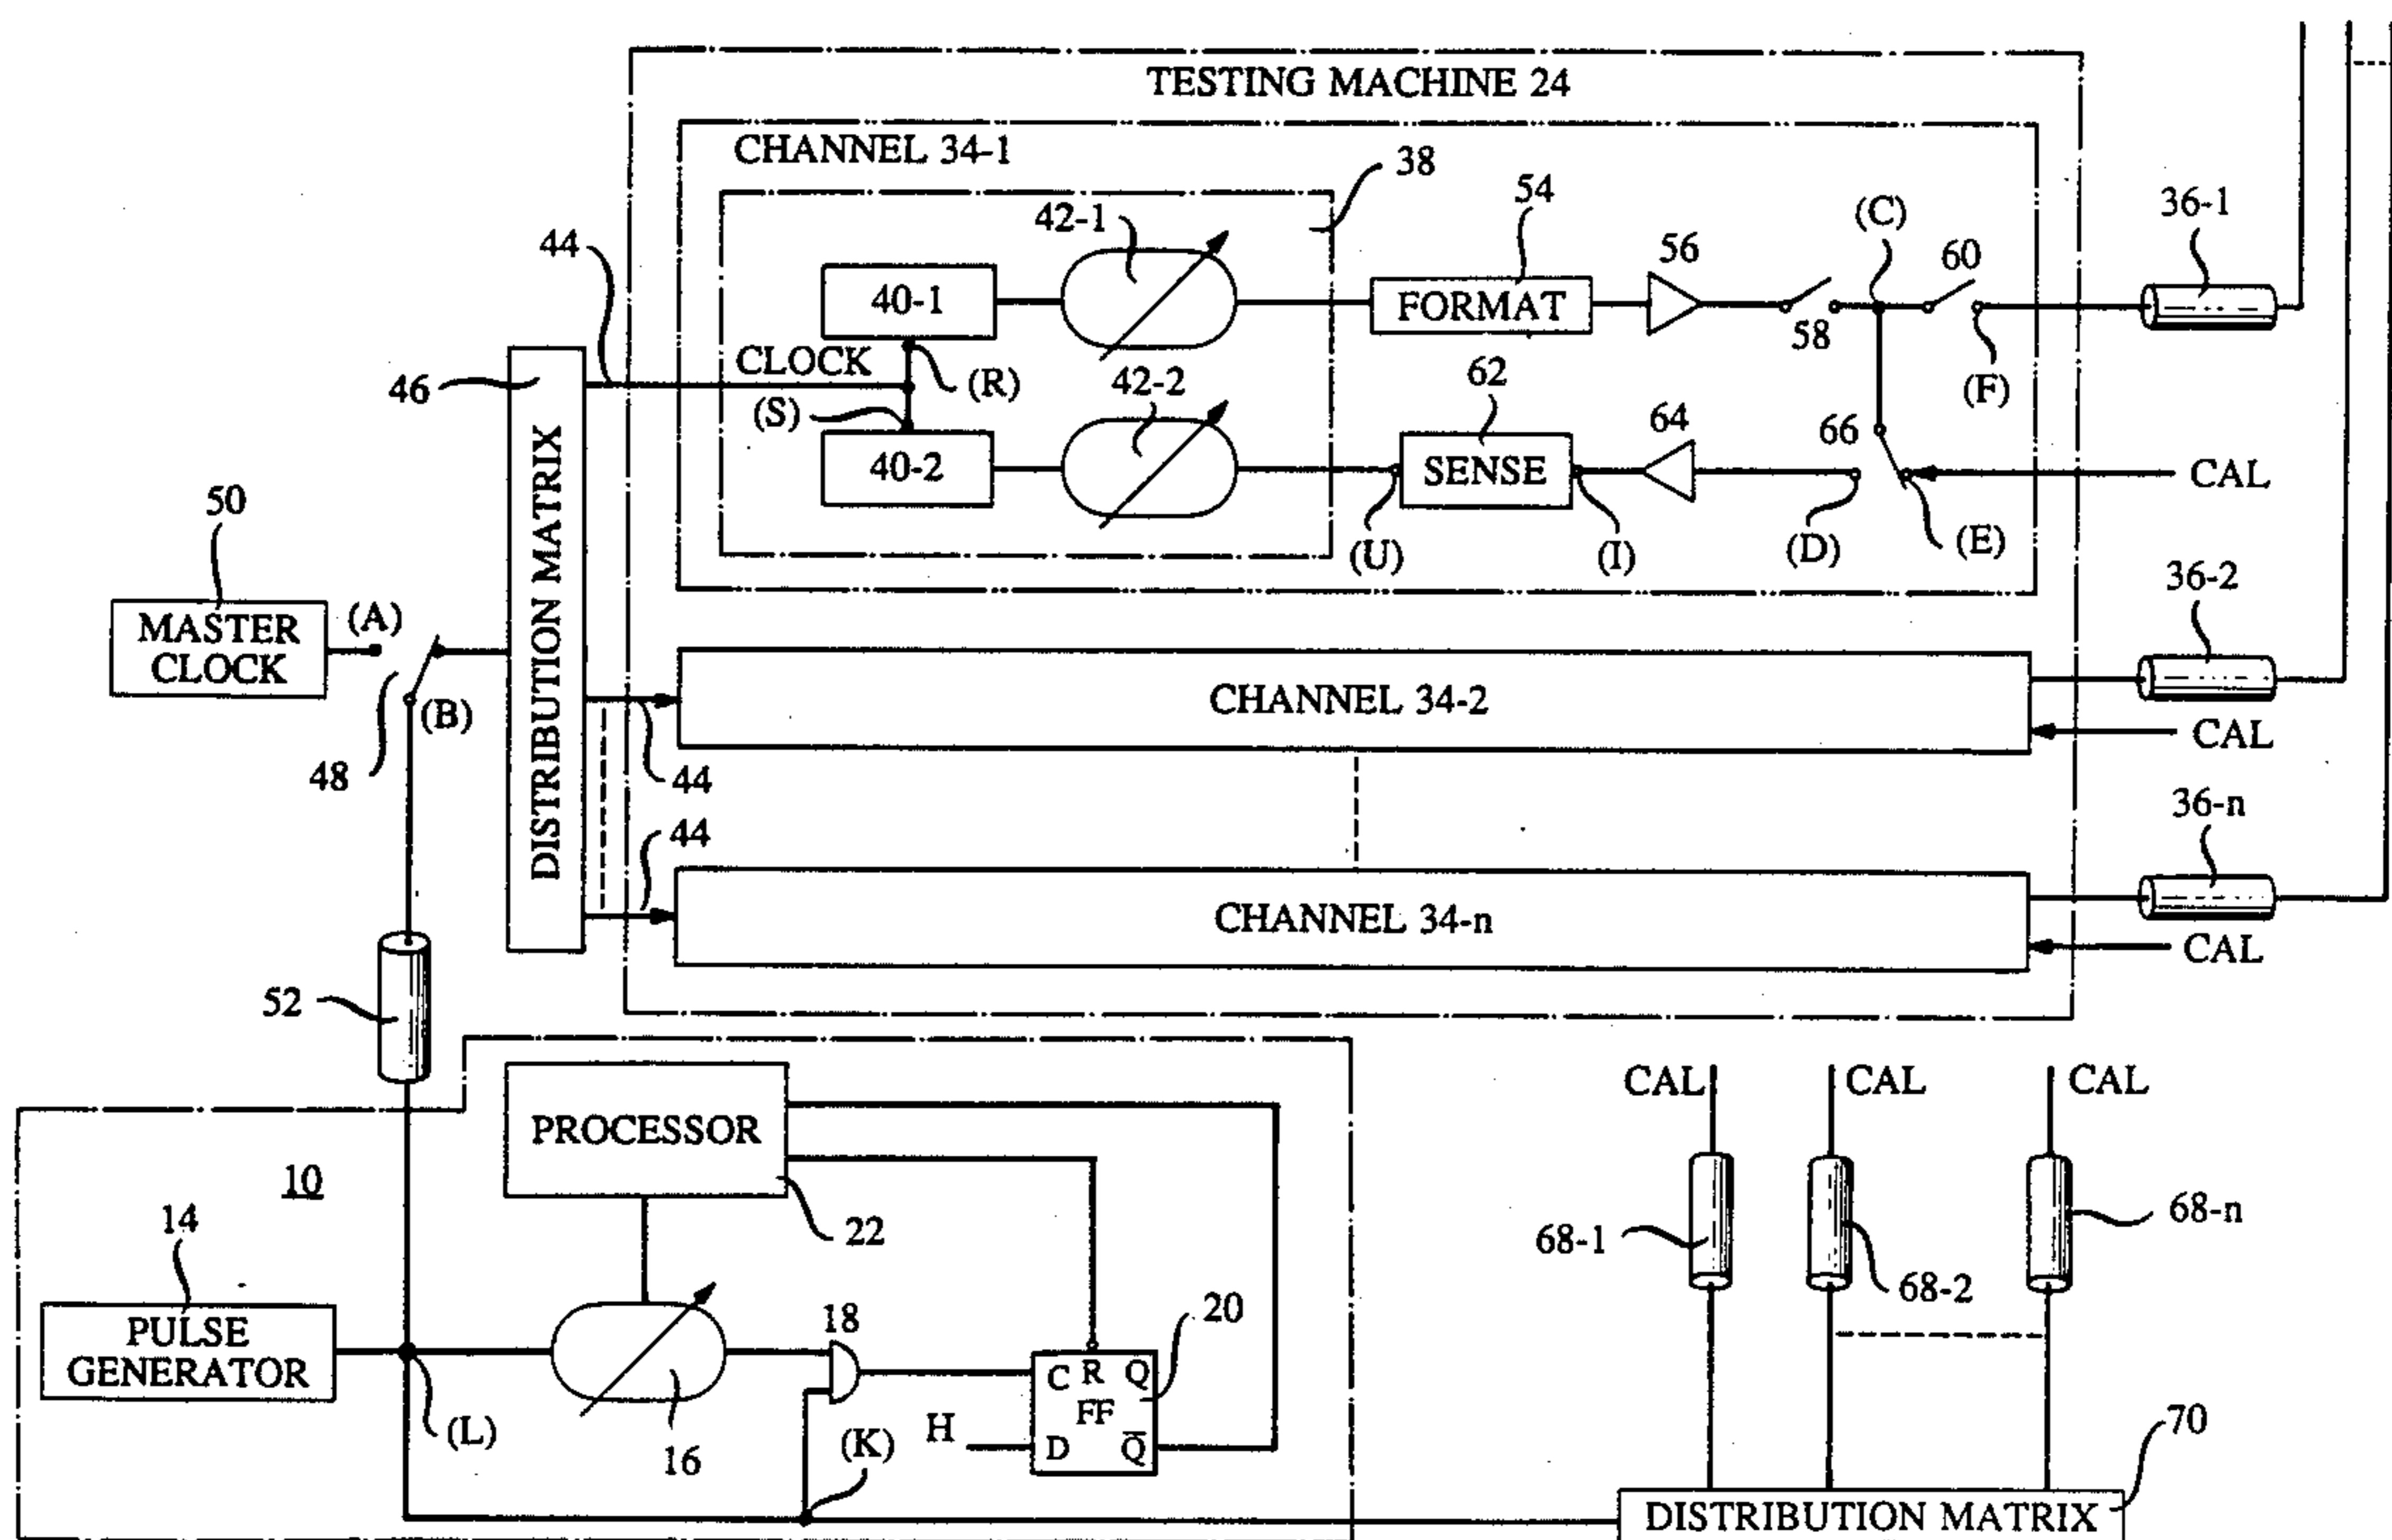 TESTING MACHINE 24
CHANNEL 34-1
38
42-1
54
56
(C)
60
36-1
44
40-1
FORMAT
58
(F)
46
CLOCK
(R)
42-2
62
(S)
64
66
40-2
SENSE
CAL
(U)
(I)
(D)
(E)
DISTRIBUTION MATRIX
50
MASTER
CLOCK
(A)
(B)
48
36-2
CHANNEL 34-2
CAL
44
44
36-n
CHANNEL 34-n
CAL
52
PROCESSOR
22
CAL
CAL
CAL
10
68-1
68-2
68-n
14
PULSE
GENERATOR
18
20
(L)
16
(K)
H
C R Q
FF
D Q̅
70
DISTRIBUTION MATRIX